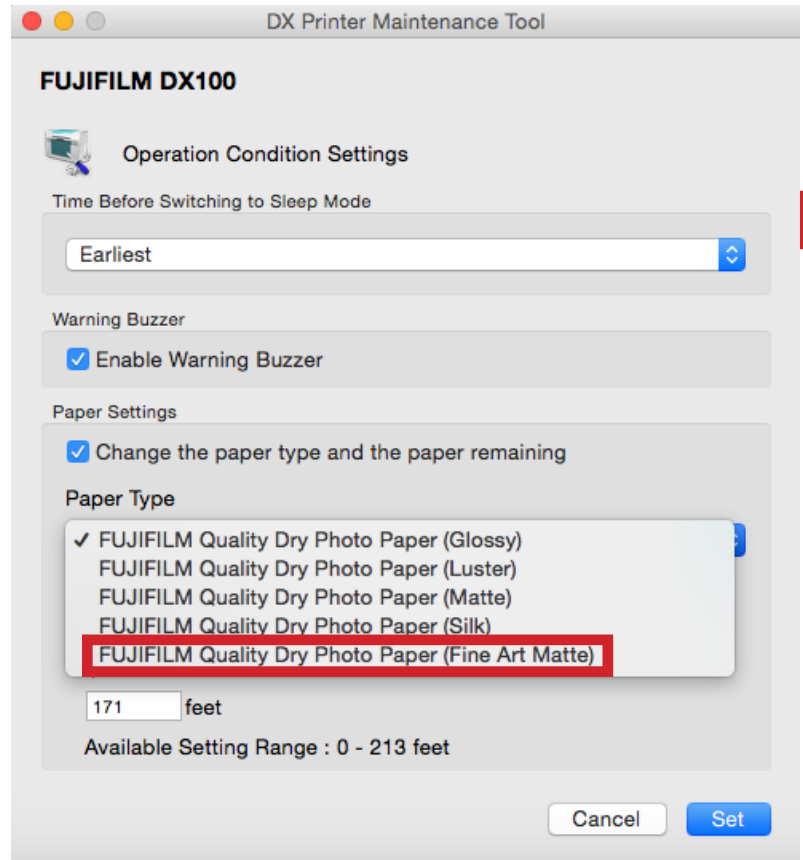 DX Printer Maintenance Tool
FUJIFILM DX100
Operation Condition Settings
Time Before Switching to Sleep Mode
Earliest
Warning Buzzer
Enable Warning Buzzer
Paper Settings
Change the paper type and the paper remaining
Paper Type
✓ FUJIFILM Quality Dry Photo Paper (Glossy)
FUJIFILM Quality Dry Photo Paper (Luster)
FUJIFILM Quality Dry Photo Paper (Matte)
FUJIFILM Quality Dry Photo Paper (Silk)
FUJIFILM Quality Dry Photo Paper (Fine Art Matte)
171 feet
Available Setting Range : 0 - 213 feet
Cancel Set